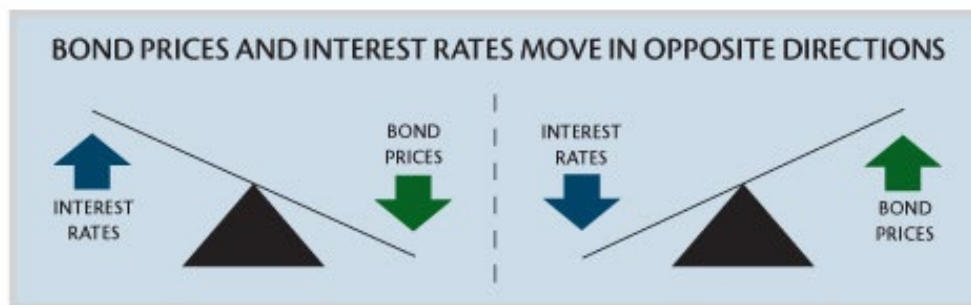 BOND PRICES AND INTEREST RATES MOVE IN OPPOSITE DIRECTIONS
INTEREST
RATES
BOND
PRICES
INTEREST
RATES
BOND
PRICES